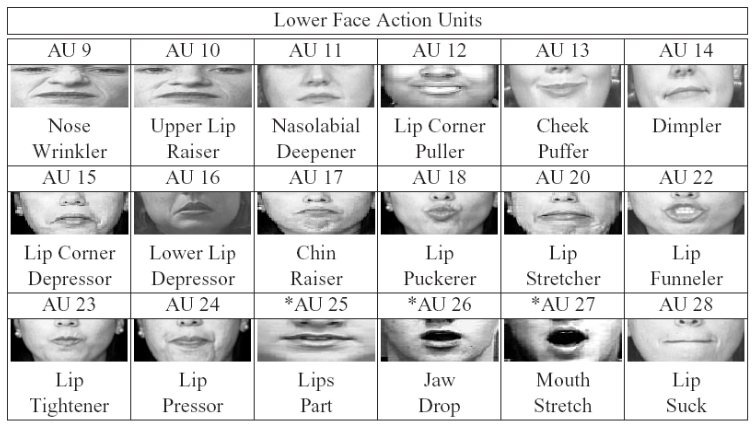 Lower Face Action Units
AU 9 AU 10 AU 11 AU 12 AU 13 AU 14
Nose Upper Lip Nasolabial Lip Corner Cheek Dimpler
Wrinkler Raiser Deepener Puller Puffer
AU 15 AU 16 AU 17 AU 18 AU 20 AU 22
Lip Corner Lower Lip Chin Lip Lip Lip
Depressor Depressor Raiser Puckerer Stretcher Funneler
AU 23 AU 24 *AU 25 *AU 26 *AU 27 AU 28
Lip Lip Lips Jaw Mouth Lip
Tightener Pressor Part Drop Stretch Suck